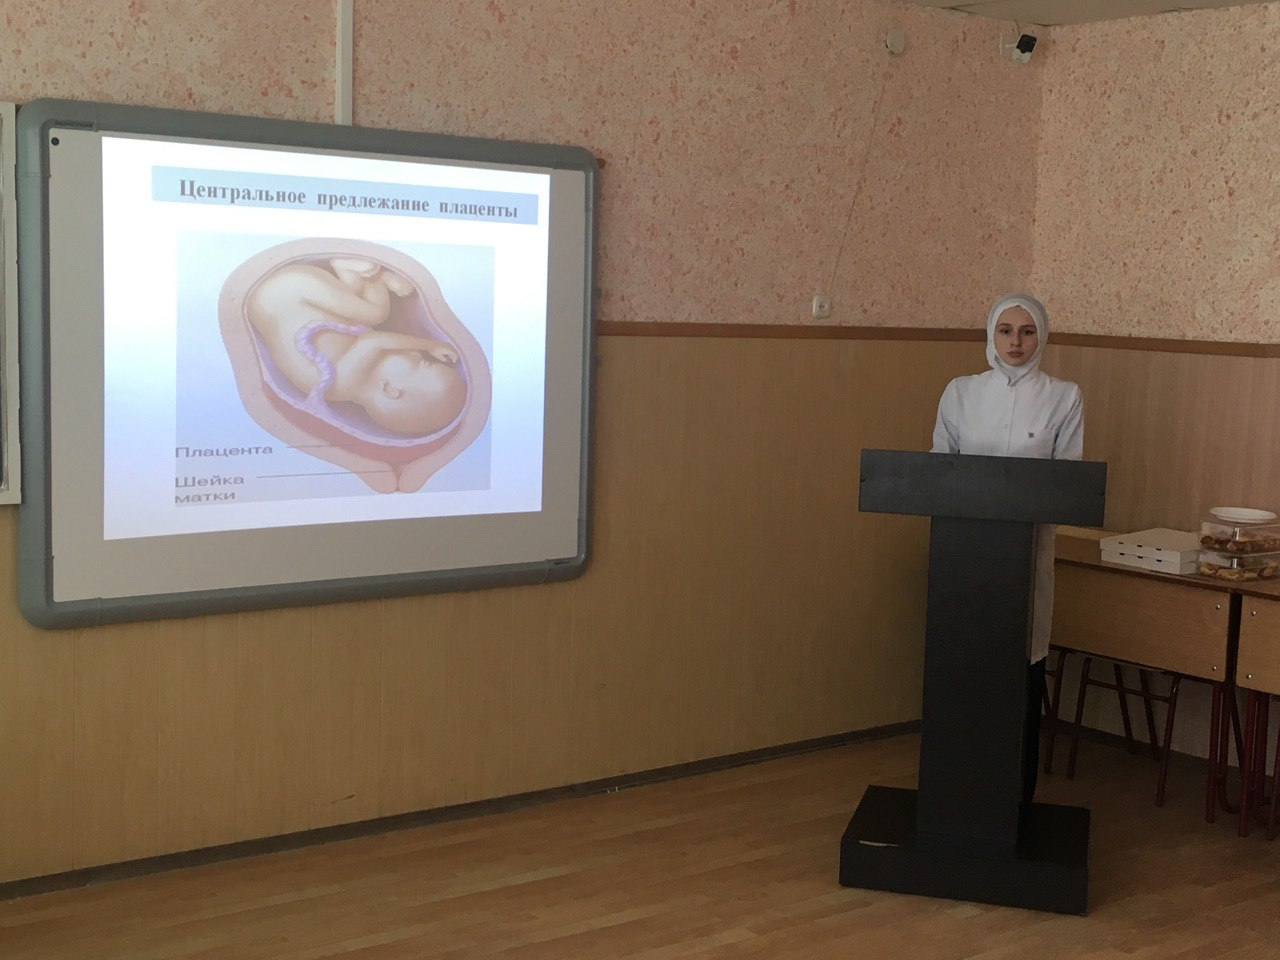 Центральное предлежание плаценты
Плацента
Шейка
матки